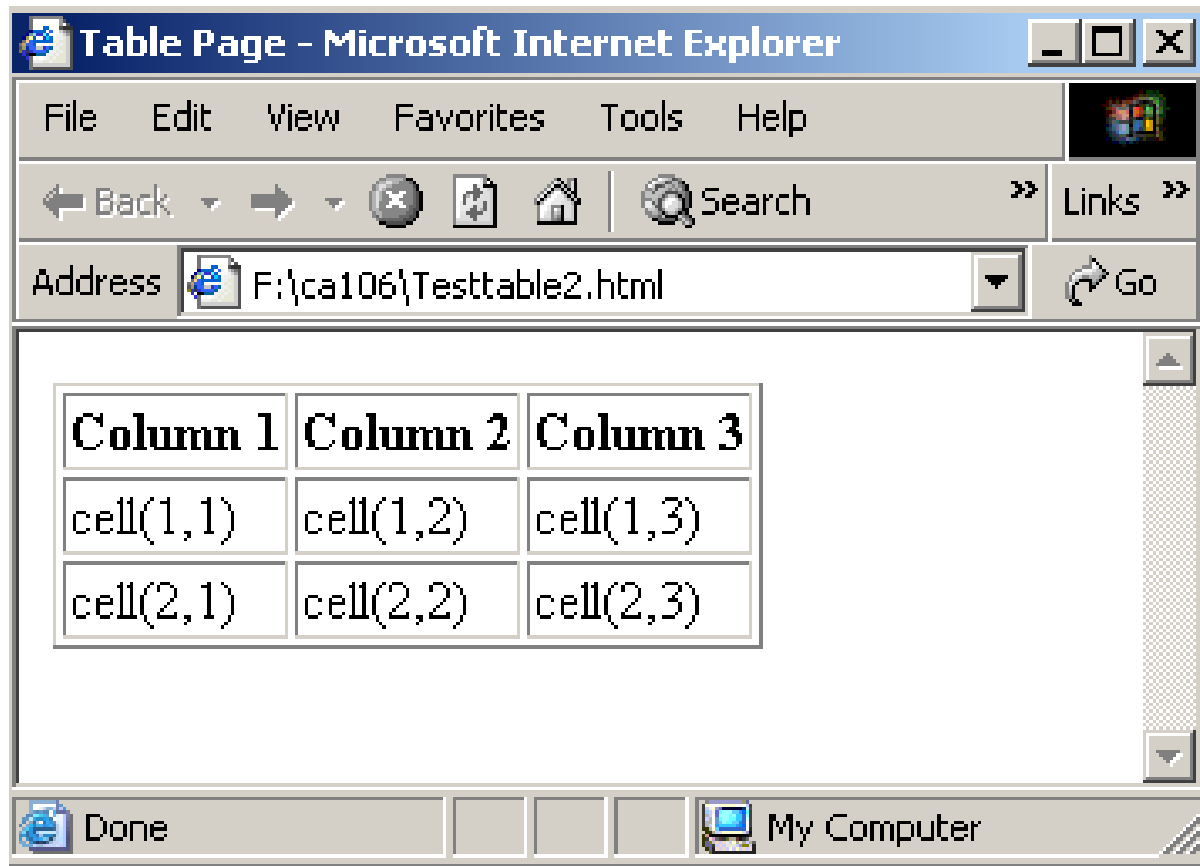 Table Page - Microsoft Internet Explorer
File Edit View Favorites Tools Help
Back Search » Links »
Address F:\ca106\Testtable2.html Go
Column 1 Column 2 Column 3
cell(1,1) cell(1,2) cell(1,3)
cell(2,1) cell(2,2) cell(2,3)
Done My Computer